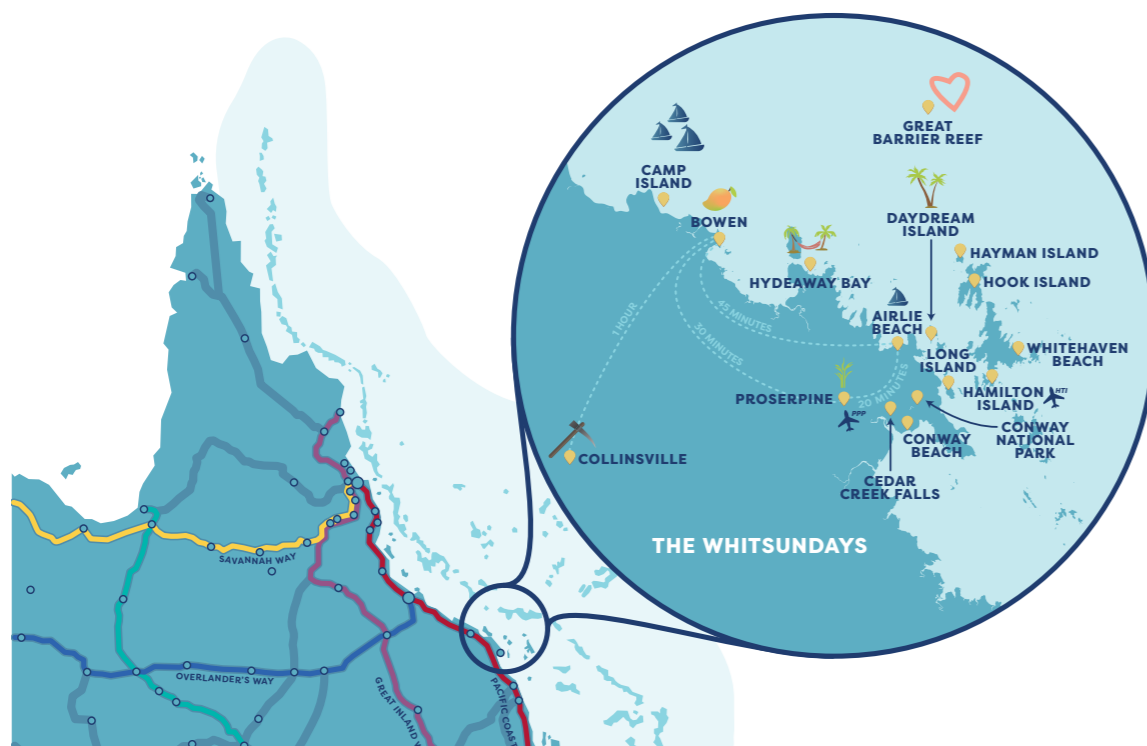 GREAT
BARRIER REEF
CAMP
ISLAND
DAYDREAM
ISLAND
BOWEN
HAYMAN ISLAND
HYDEAWAY BAY
HOOK ISLAND
1 HOUR
45 MINUTES
30 MINUTES
AIRLIE
BEACH
WHITEHAVEN
BEACH
LONG
ISLAND
PROSERPINE
20 MINUTES
HAMILTON
ISLAND
HTI
PPP
CONWAY
NATIONAL
PARK
CONWAY
BEACH
COLLINSVILLE
CEDAR
CREEK FALLS
THE WHITSUNDAYS
SAVANNAH WAY
OVERLANDER'S WAY
GREAT INLAND W
PACIFIC COAST